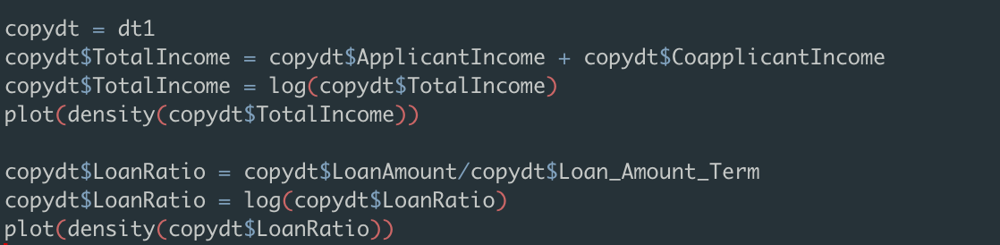 copydt = dt1
copydt$TotalIncome = copydt$ApplicantIncome + copydt$CoapplicantIncome
copydt$TotalIncome = log(copydt$TotalIncome)
plot(density(copydt$TotalIncome))
copydt$LoanRatio = copydt$LoanAmount/copydt$Loan_Amount_Term
copydt$LoanRatio = log(copydt$LoanRatio)
plot(density(copydt$LoanRatio))